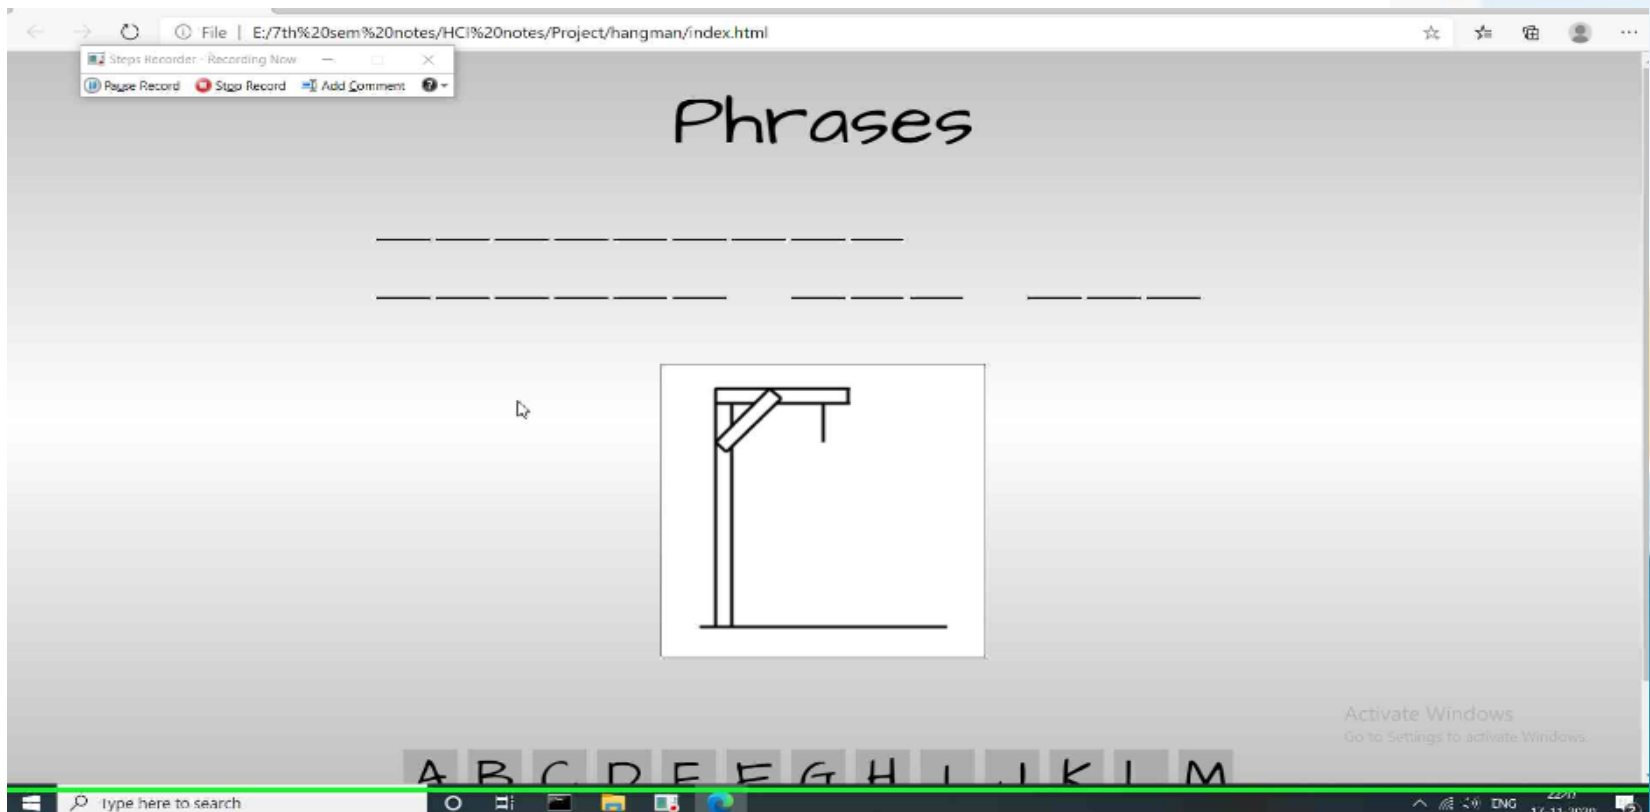 File | E:/7th%20sem%20notes/HCI%20notes/Project/hangman/index.html
Steps Recorder - Recording Now
Pause Record Stop Record Add Comment
Phrases
Activate Windows
Go to Settings to activate Windows.
A B C D E F G H I J K L M
Type here to search
ENG